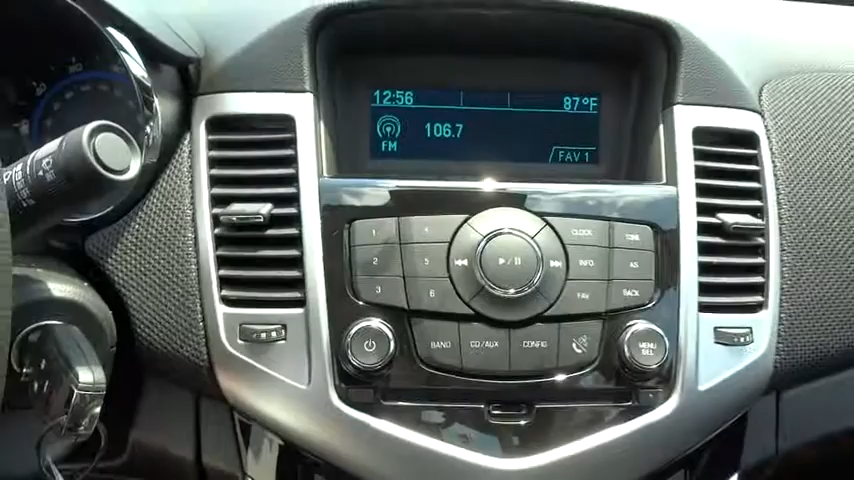 12:56 87°F
FM 106.7
FAV 1
1 4 CLOCK TONE
2 5 INFO AS
3 6 FAV BACK
BAND CD/AUX CONFIG
MENU